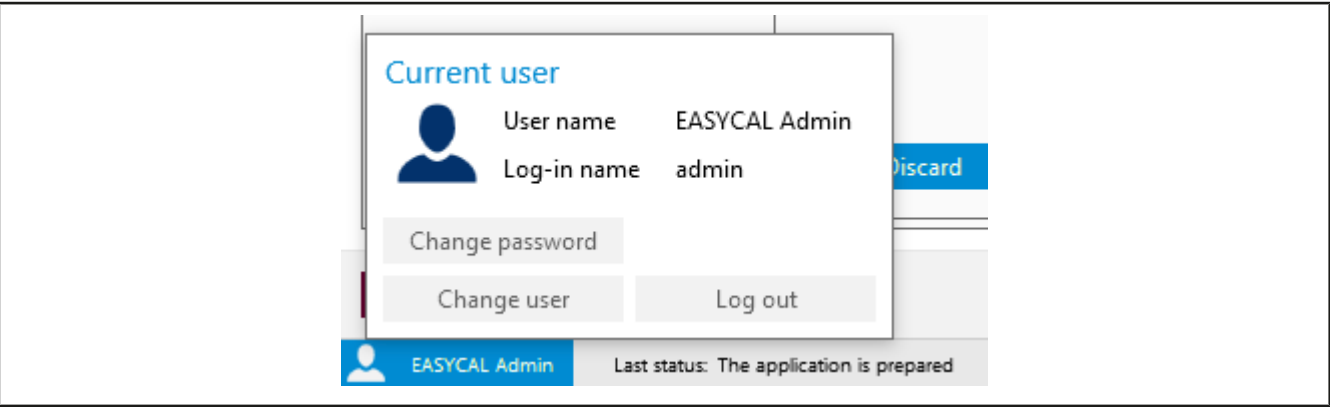 Current user
User name EASYCAL Admin
Log-in name admin
Discard
Change password
Change user Log out
EASYCAL Admin Last status: The application is prepared